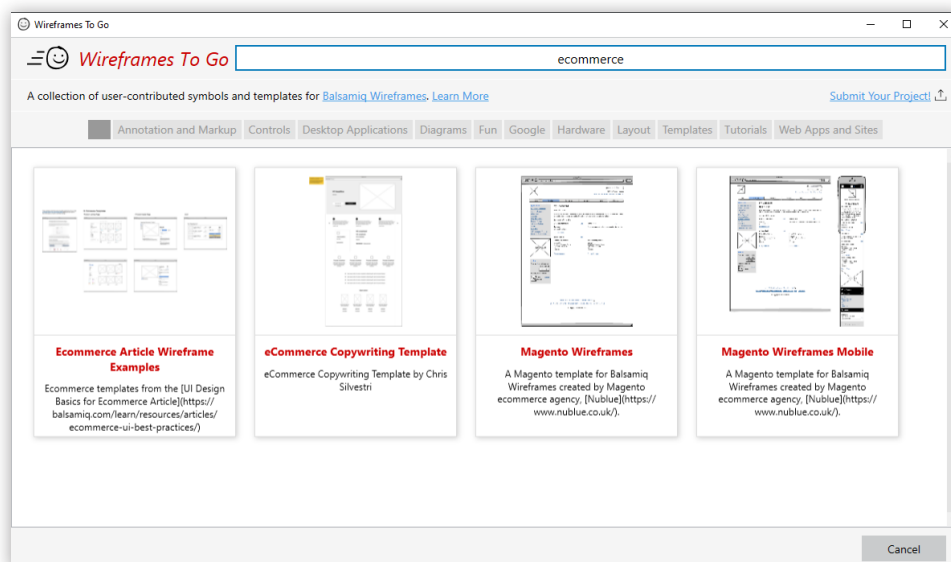 Wireframes To Go
Wireframes To Go
ecommerce
A collection of user-contributed symbols and templates for Balsamiq Wireframes. Learn More
Submit Your Project!
Annotation and Markup Controls Desktop Applications Diagrams Fun Google Hardware Layout Templates Tutorials Web Apps and Sites
Ecommerce Article Wireframe
Examples
Ecommerce templates from the [UI Design
Basics for Ecommerce Article](https://
balsamiq.com/learn/resources/articles/
ecommerce-ui-best-practices/)
eCommerce Copywriting Template
eCommerce Copywriting Template by Chris
Silvestri
Magento Wireframes
A Magento template for Balsamiq
Wireframes created by Magento
ecommerce agency, [Nublue](https://
www.nublue.co.uk/).
Magento Wireframes Mobile
A Magento template for Balsamiq
Wireframes created by Magento
ecommerce agency, [Nublue](https://
www.nublue.co.uk/).
Cancel